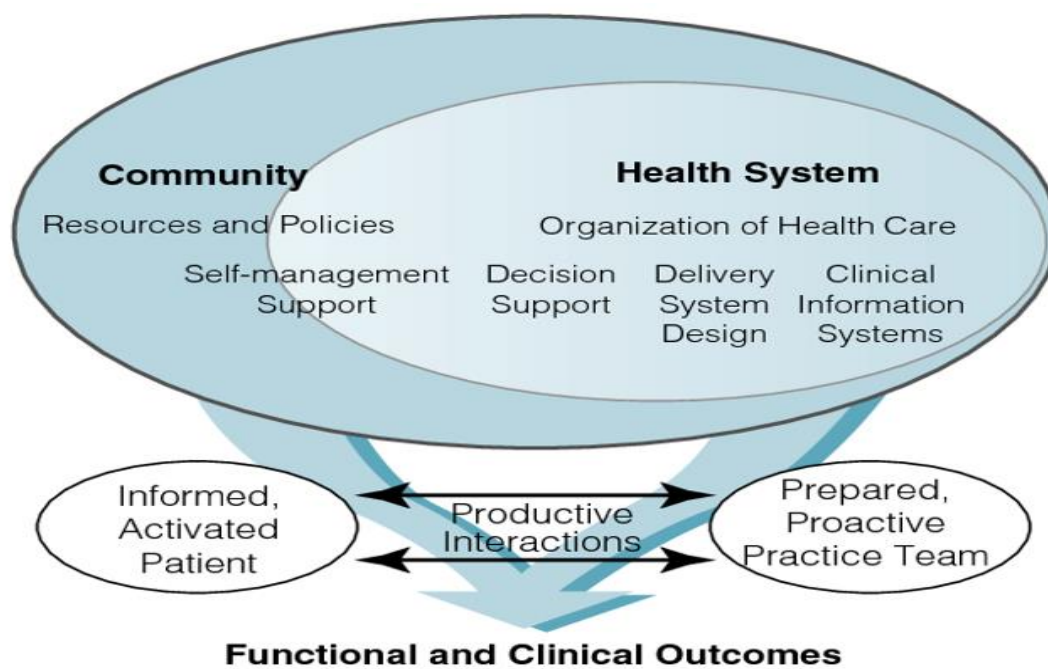 Community
Resources and Policies
Self-management
Support
Health System
Organization of Health Care
Decision
Support
Delivery
System
Design
Clinical
Information
Systems
Informed,
Activated
Patient
Productive
Interactions
Prepared,
Proactive
Practice Team
Functional and Clinical Outcomes